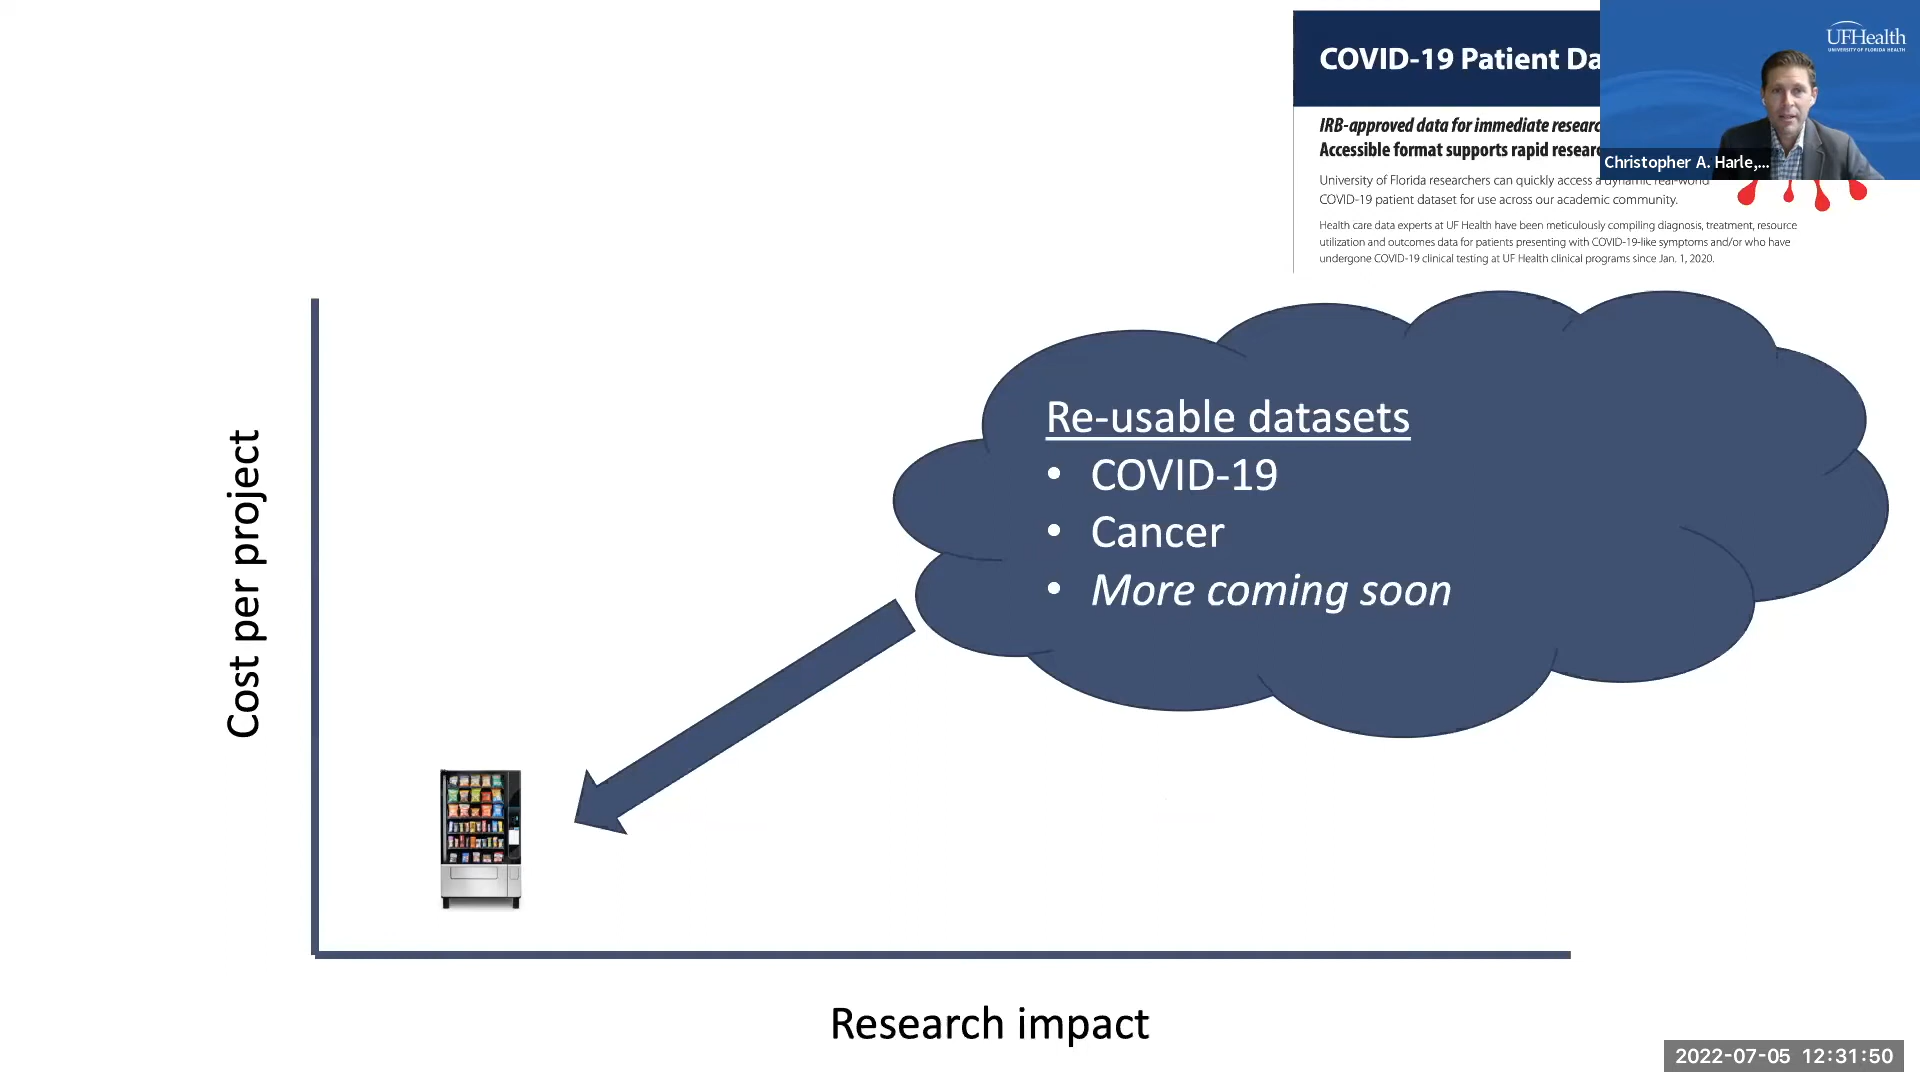 COVID-19 Patient Da
UFHealth
UNIVERSITY OF FLORIDA HEALTH
IRB-approved data for immediate researc
Accessible format supports rapid resear
Christopher A. Harle,...
University of Florida researchers can quickly access a dynamic real-world
COVID-19 patient dataset for use across our academic community.
Health care data experts at UF Health have been meticulously compiling diagnosis, treatment, resource
utilization and outcomes data for patients presenting with COVID-19-like symptoms and/or who have
undergone COVID-19 clinical testing at UF Health clinical programs since Jan. 1, 2020.
Re-usable datasets
• COVID-19
• Cancer
• More coming soon
Cost per project
Research impact
2022-07-05 12:31:50